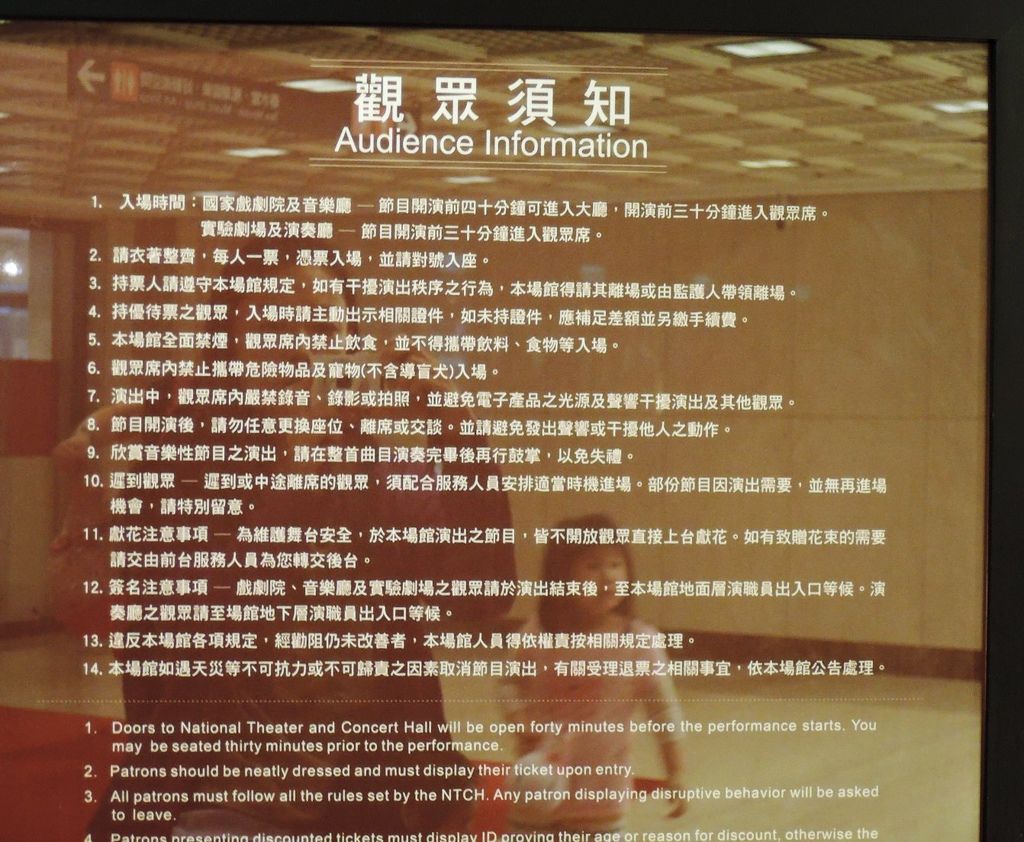 觀眾須知
Audience Information
1. 入場時間：國家戲劇院及音樂廳 — 節目開演前四十分鐘可進入大廳，開演前三十分鐘進入觀眾席。
實驗劇場及演奏廳 — 節目開演前三十分鐘進入觀眾席。
2. 請衣著整齊，每人一票，憑票入場，並請對號入座。
3. 持票人請遵守本場館規定，如有干擾演出秩序之行為，本場館得請其離場或由監護人帶領離場。
4. 持優待票之觀眾，入場時請主動出示相關證件，如未持證件，應補足差額並另繳手續費。
5. 本場館全面禁煙，觀眾席內禁止飲食，並不得攜帶飲料、食物等入場。
6. 觀眾席內禁止攜帶危險物品及寵物(不含導盲犬)入場。
7. 演出中，觀眾席內嚴禁錄音、錄影或拍照，並避免電子產品之光源及聲響干擾演出及其他觀眾。
8. 節目開演後，請勿任意更換座位、離席或交談。並請避免發出聲響或干擾他人之動作。
9. 欣賞音樂性節目之演出，請在整首曲目演奏完畢後再行鼓掌，以免失禮。
10. 遲到觀眾 — 遲到或中途離席的觀眾，須配合服務人員安排適當時機進場。部份節目因演出需要，並無再進場
機會，請特別留意。
11. 獻花注意事項 — 為維護舞台安全，於本場館演出之節目，皆不開放觀眾直接上台獻花。如有致贈花束的需要
請交由前台服務人員為您轉交後台。
12. 簽名注意事項 — 戲劇院、音樂廳及實驗劇場之觀眾請於演出結束後，至本場館地面層演職員出入口等候。演
奏廳之觀眾請至場館地下層演職員出入口等候。
13. 違反本場館各項規定，經勸阻仍未改善者，本場館人員得依權責按相關規定處理。
14. 本場館如遇天災等不可抗力或不可歸責之因素取消節目演出，有關受理退票之相關事宜，依本場館公告處理。
1. Doors to National Theater and Concert Hall will be open forty minutes before the performance starts. You
may be seated thirty minutes prior to the performance.
2. Patrons should be neatly dressed and must display their ticket upon entry.
3. All patrons must follow all the rules set by the NTCH. Any patron displaying disruptive behavior will be asked
to leave.
4. Patrons presenting discounted tickets must display ID proving their age or reason for discount, otherwise the